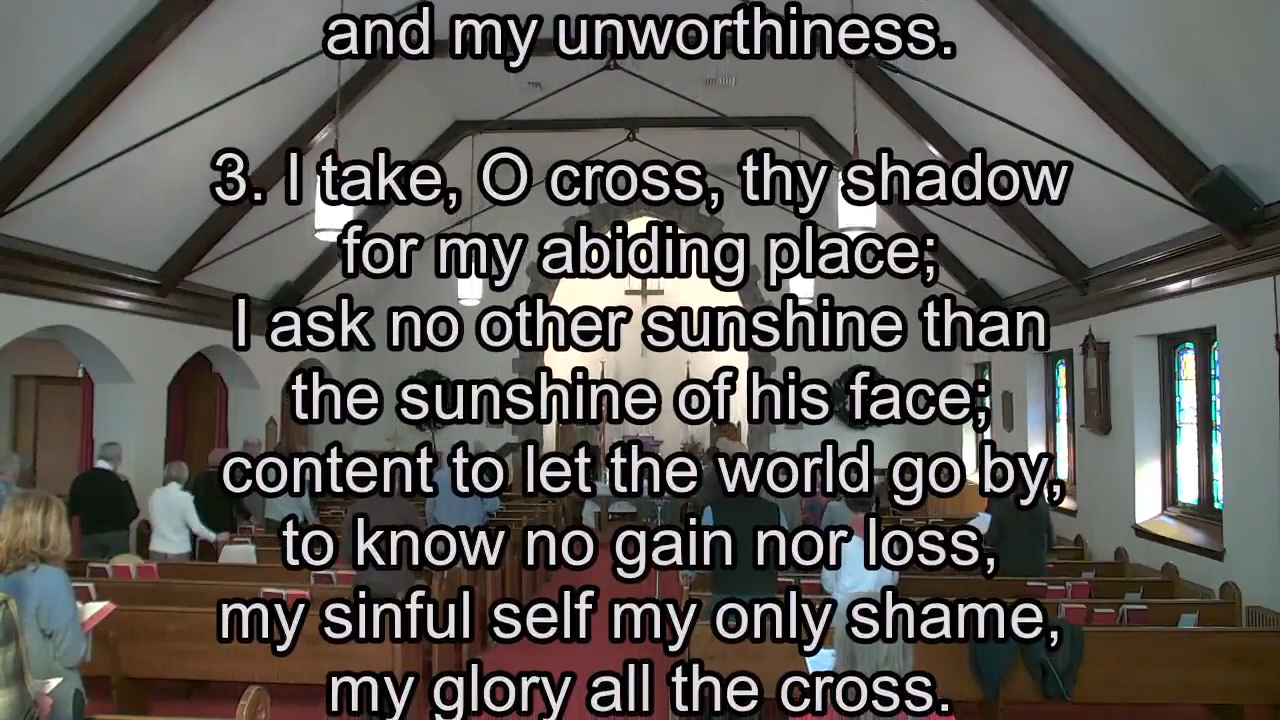 and my unworthiness.
3. I take, O cross, thy shadow
for my abiding place;
I ask no other sunshine than
the sunshine of his face;
content to let the world go by,
to know no gain nor loss,
my sinful self my only shame,
my glory all the cross.